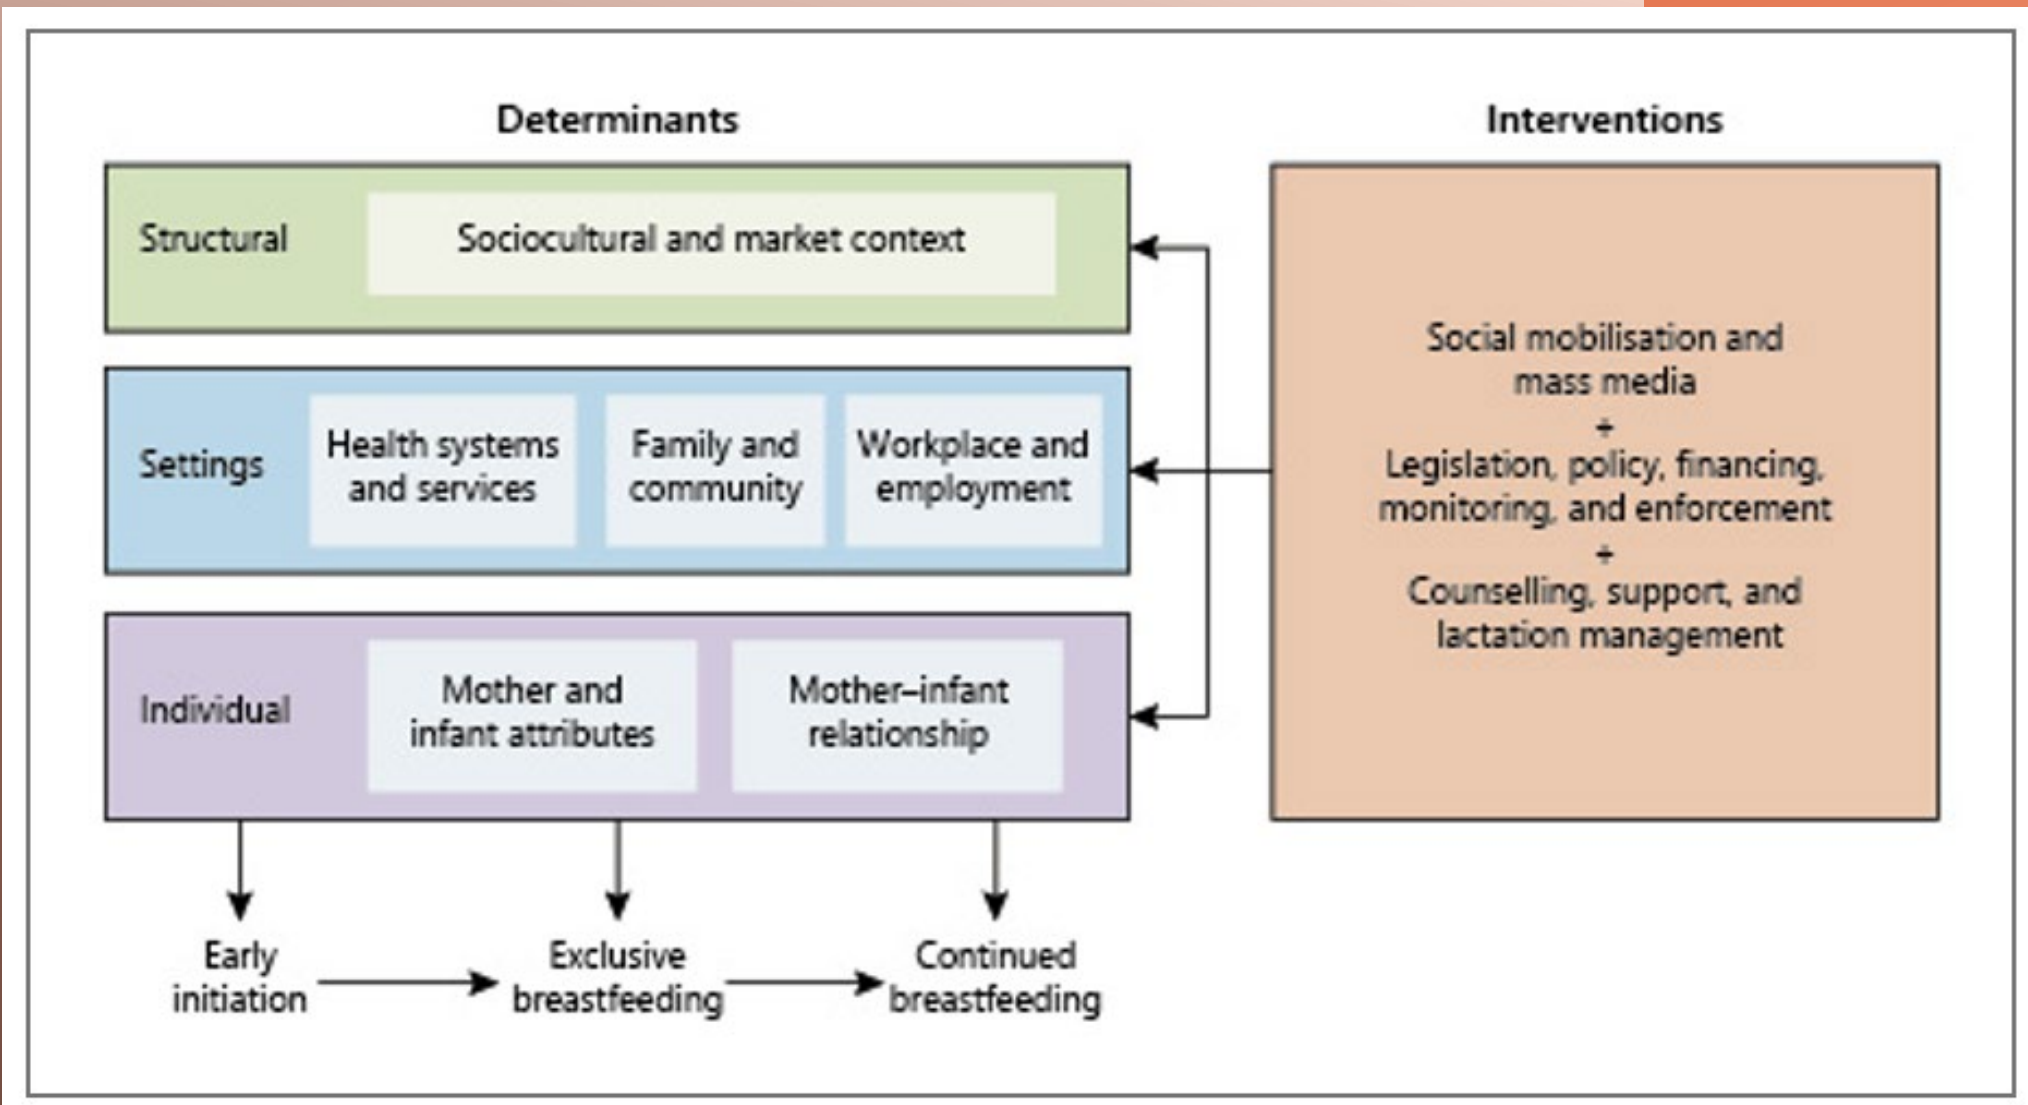 Determinants
Structural
Sociocultural and market context
Settings
Health systems
and services
Family and
community
Workplace and
employment
Individual
Mother and
infant attributes
Mother–infant
relationship
Early
initiation
Exclusive
breastfeeding
Continued
breastfeeding
Interventions
Social mobilisation and
mass media
+
Legislation, policy, financing,
monitoring, and enforcement
+
Counselling, support, and
lactation management